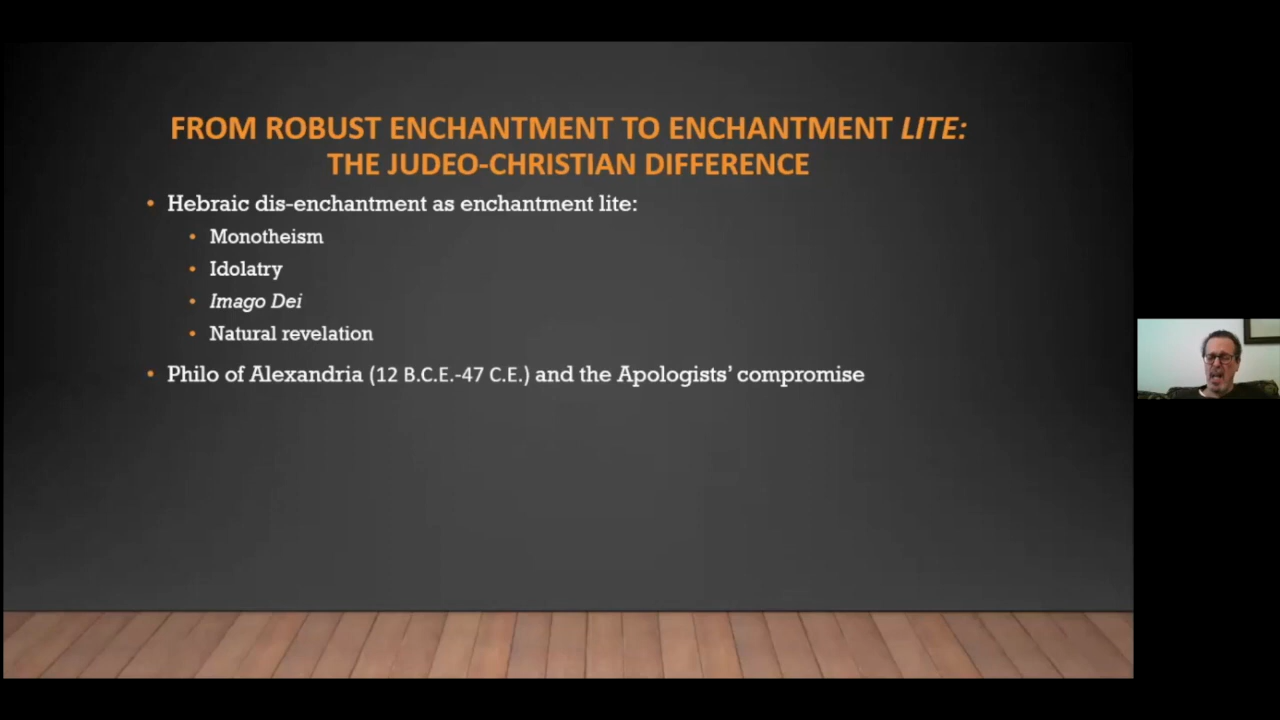 FROM ROBUST ENCHANTMENT TO ENCHANTMENT LITE:
THE JUDEO-CHRISTIAN DIFFERENCE
• Hebraic dis-enchantment as enchantment lite:
• Monotheism
• Idolatry
• Imago Dei
• Natural revelation
• Philo of Alexandria (12 B.C.E.-47 C.E.) and the Apologists’ compromise